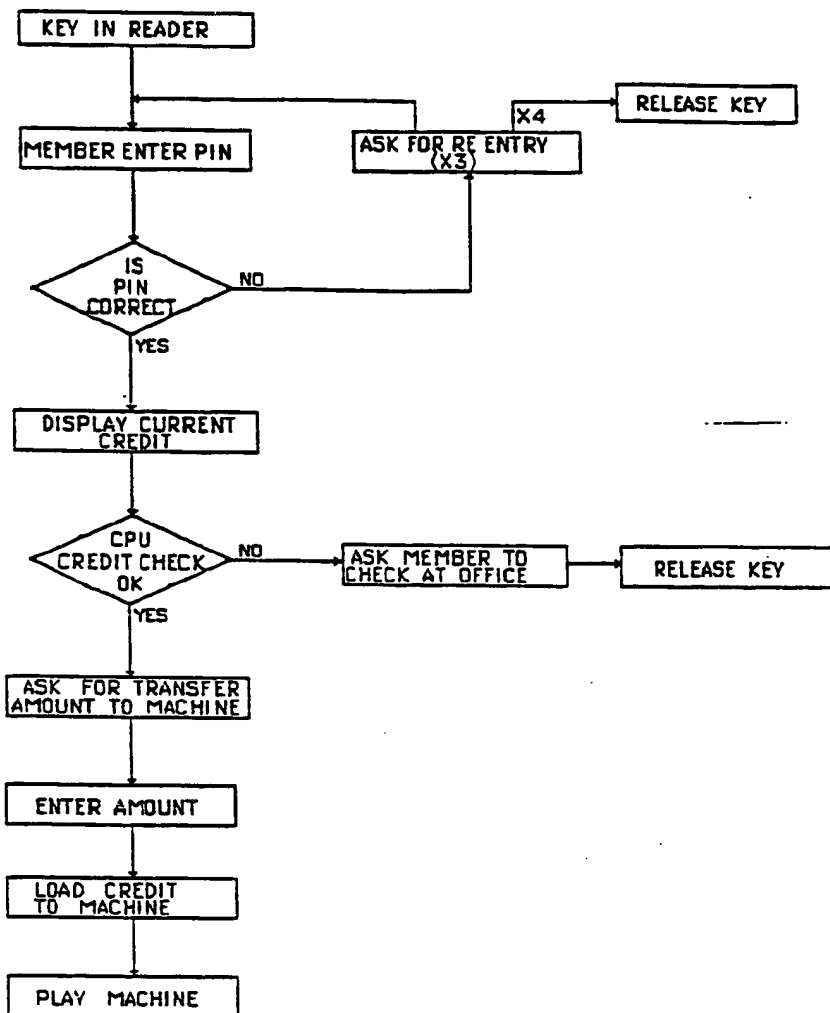 KEY IN READER
RELEASE KEY
X4
MEMBER ENTER PIN
ASK FOR RE ENTRY
(X3)
IS
PIN
CORRECT
NO
YES
DISPLAY CURRENT
CREDIT
CPU
CREDIT CHECK
OK
NO
ASK MEMBER TO
CHECK AT OFFICE
RELEASE KEY
YES
ASK FOR TRANSFER
AMOUNT TO MACHINE
ENTER AMOUNT
LOAD CREDIT
TO MACHINE
PLAY MACHINE